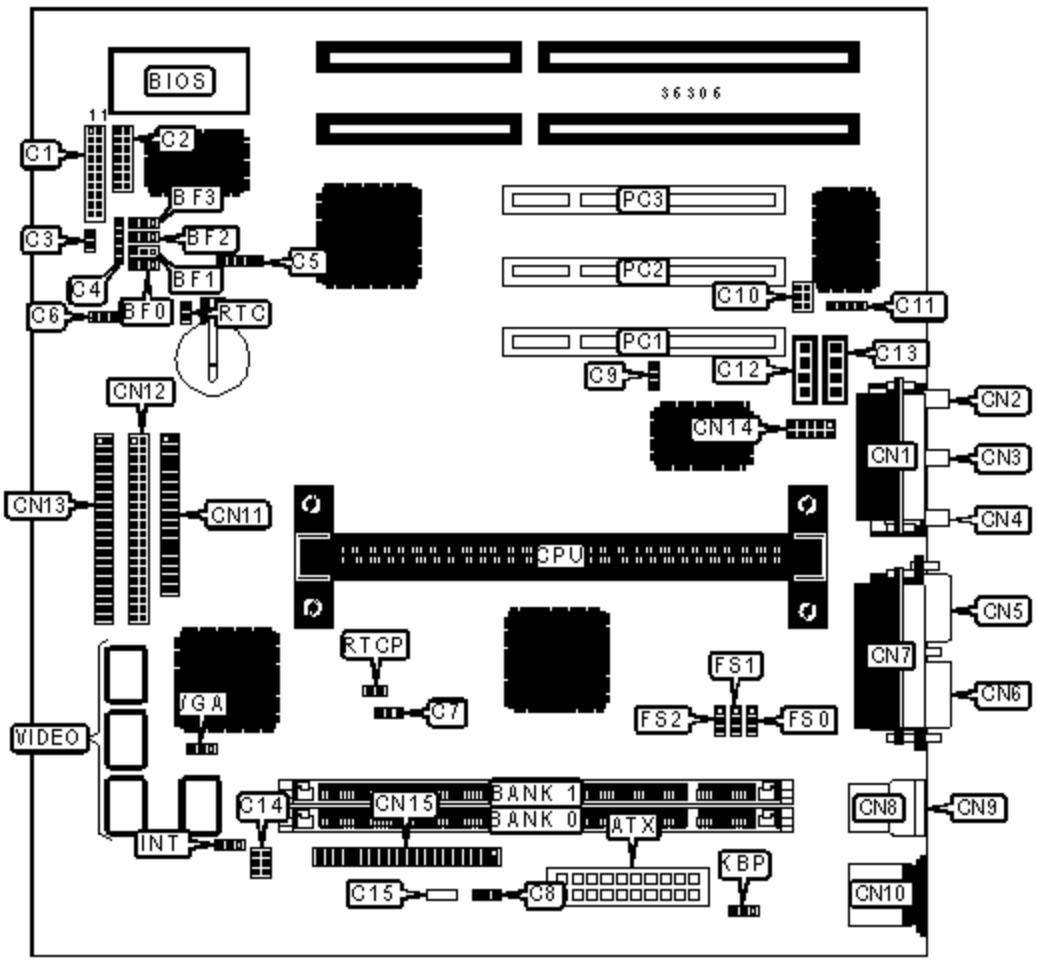 BIOS
36306
11
C1
C2
BF3
PC3
C3
BF2
C5
BF1
PC2
C4
C10
C11
C6
BF0
RTC
PC1
C13
C9
C12
CN12
CN2
CN14
CN1
CN3
CN13
CN11
CN4
CPU
CN5
RTCP
CN7
FS1
CN6
/GA
C7
FS2
FS0
VIDEO
BANK 1
C14
CN15
CN8
CN9
BANK 0
ATX
INT
KBP
C15
C8
CN10